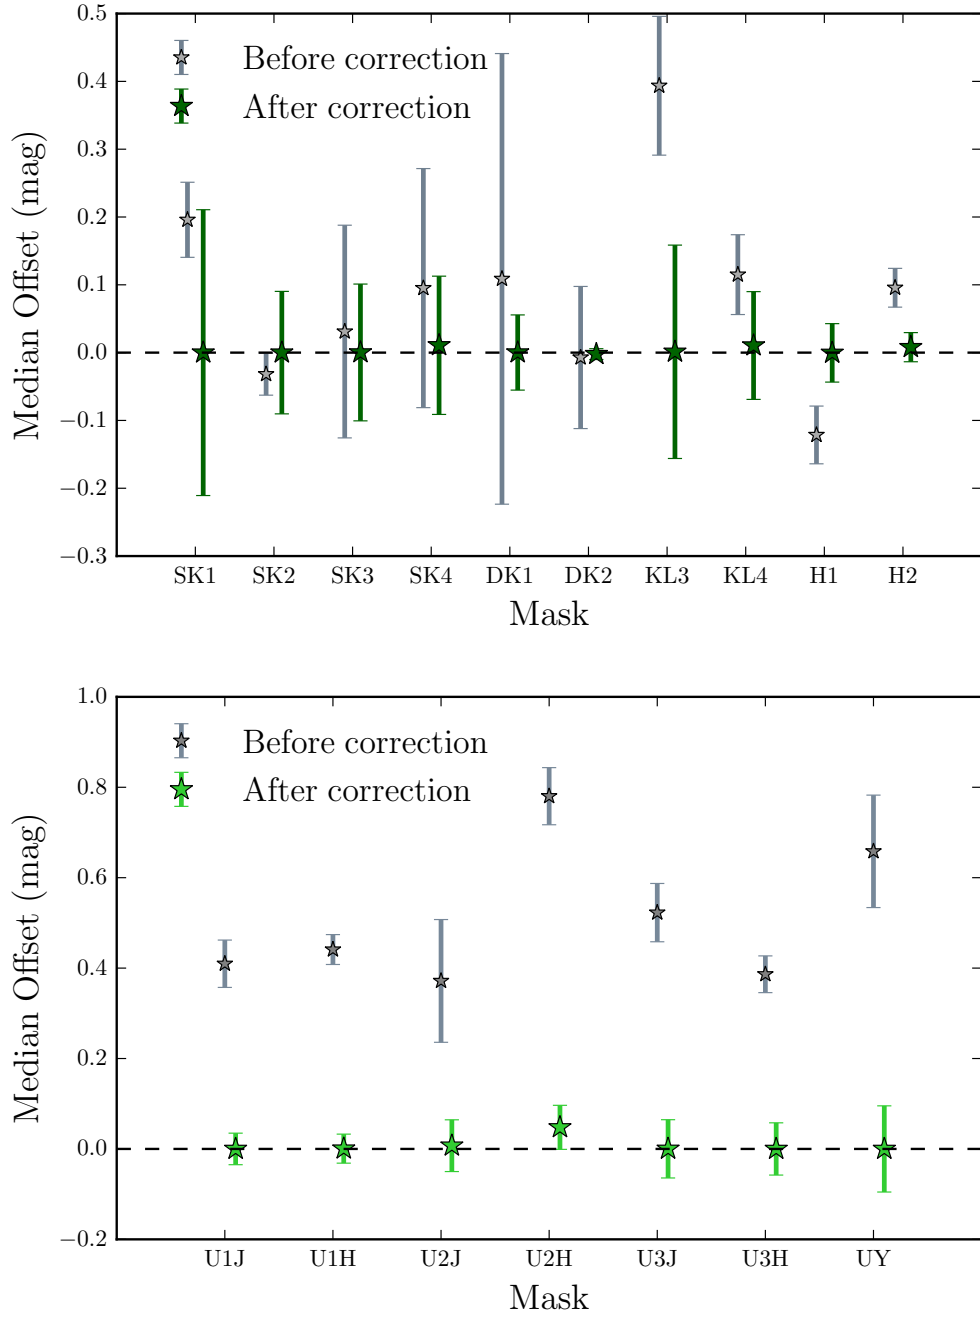 0.5
0.4
0.3
0.2
0.1
0.0
−0.1
−0.2
−0.3
Median Offset (mag)
Before correction
After correction
SK1 SK2 SK3 SK4 DK1 DK2 KL3 KL4 H1 H2
Mask
1.0
0.8
0.6
0.4
0.2
0.0
−0.2
Median Offset (mag)
Before correction
After correction
U1J U1H U2J U2H U3J U3H UY
Mask